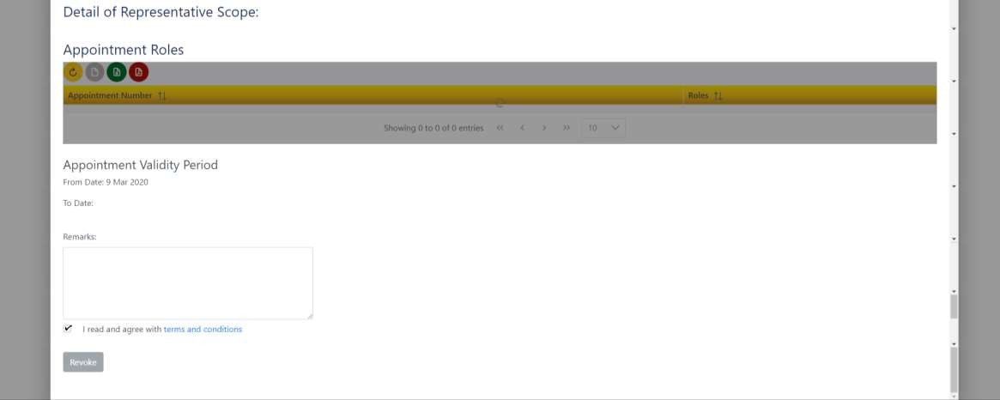 Detail of Representative Scope:
Appointment Roles
Appointment Number Roles
Showing 0 to 0 of 0 entries 10
Appointment Validity Period
From Date: 9 Mar 2020
To Date:
Remarks:
I read and agree with terms and conditions
Revoke